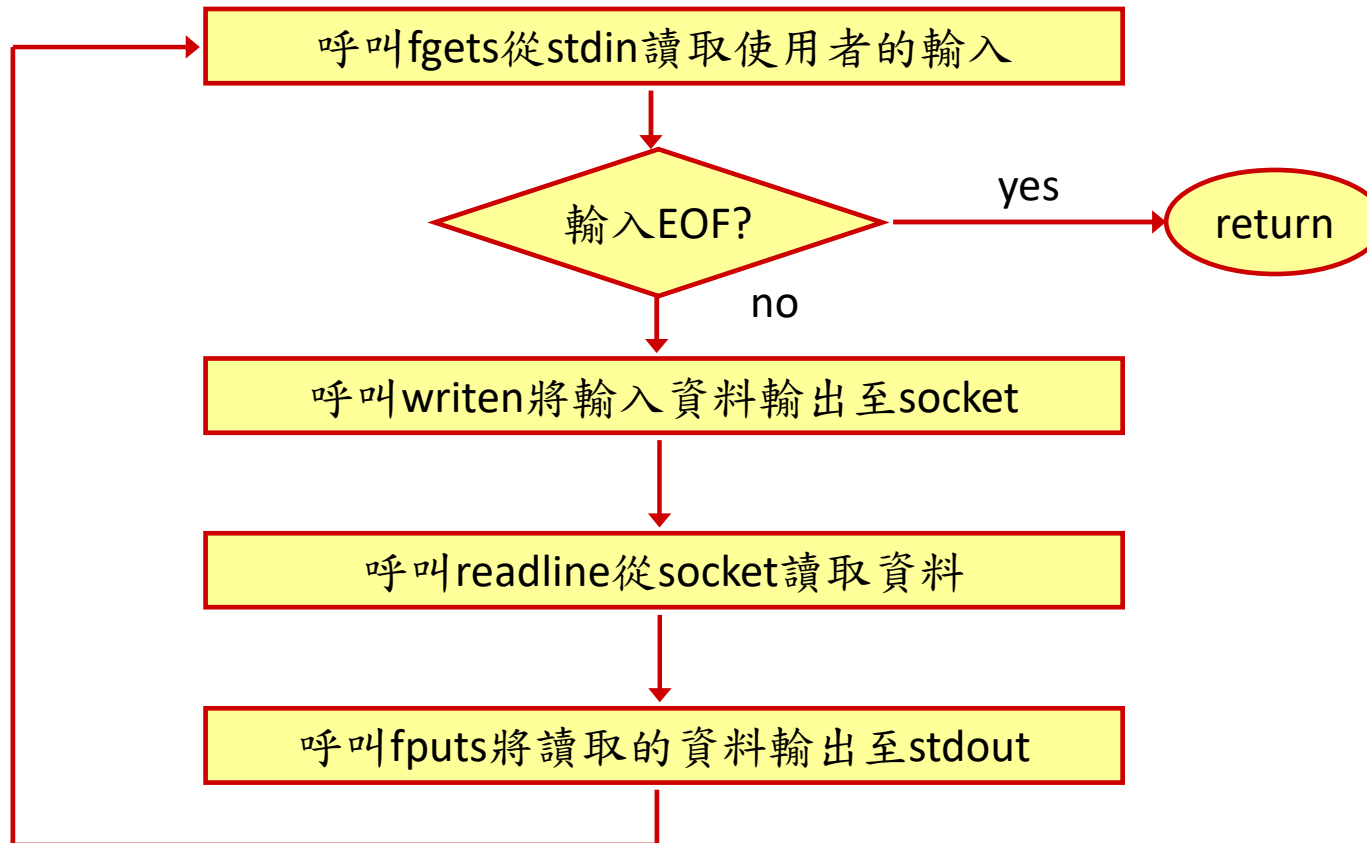 呼叫fgets從stdin讀取使用者的輸入
輸入EOF?
yes
return
no
呼叫writen將輸入資料輸出至socket
呼叫readline從socket讀取資料
呼叫fputs將讀取的資料輸出至stdout